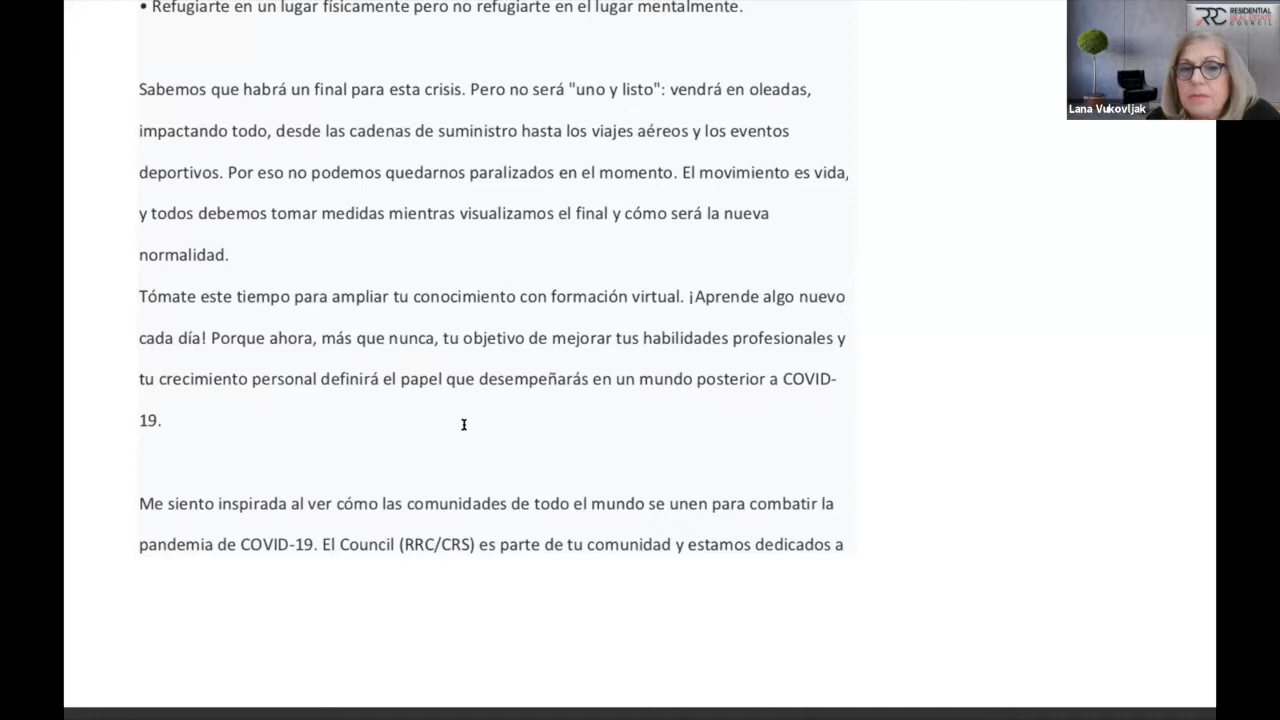 • Refugiarte en un lugar físicamente pero no refugiarte en el lugar mentalmente.
Sabemos que habrá un final para esta crisis. Pero no será "uno y listo": vendrá en oleadas,
impactando todo, desde las cadenas de suministro hasta los viajes aéreos y los eventos
deportivos. Por eso no podemos quedarnos paralizados en el momento. El movimiento es vida,
y todos debemos tomar medidas mientras visualizamos el final y cómo será la nueva
normalidad.
Tómate este tiempo para ampliar tu conocimiento con formación virtual. ¡Aprende algo nuevo
cada día! Porque ahora, más que nunca, tu objetivo de mejorar tus habilidades profesionales y
tu crecimiento personal definirá el papel que desempeñarás en un mundo posterior a COVID-
19.
Me siento inspirada al ver cómo las comunidades de todo el mundo se unen para combatir la
pandemia de COVID-19. El Council (RRC/CRS) es parte de tu comunidad y estamos dedicados a
RRC RESIDENTIAL
REAL ESTATE
COUNCIL
Lana Vukovljak